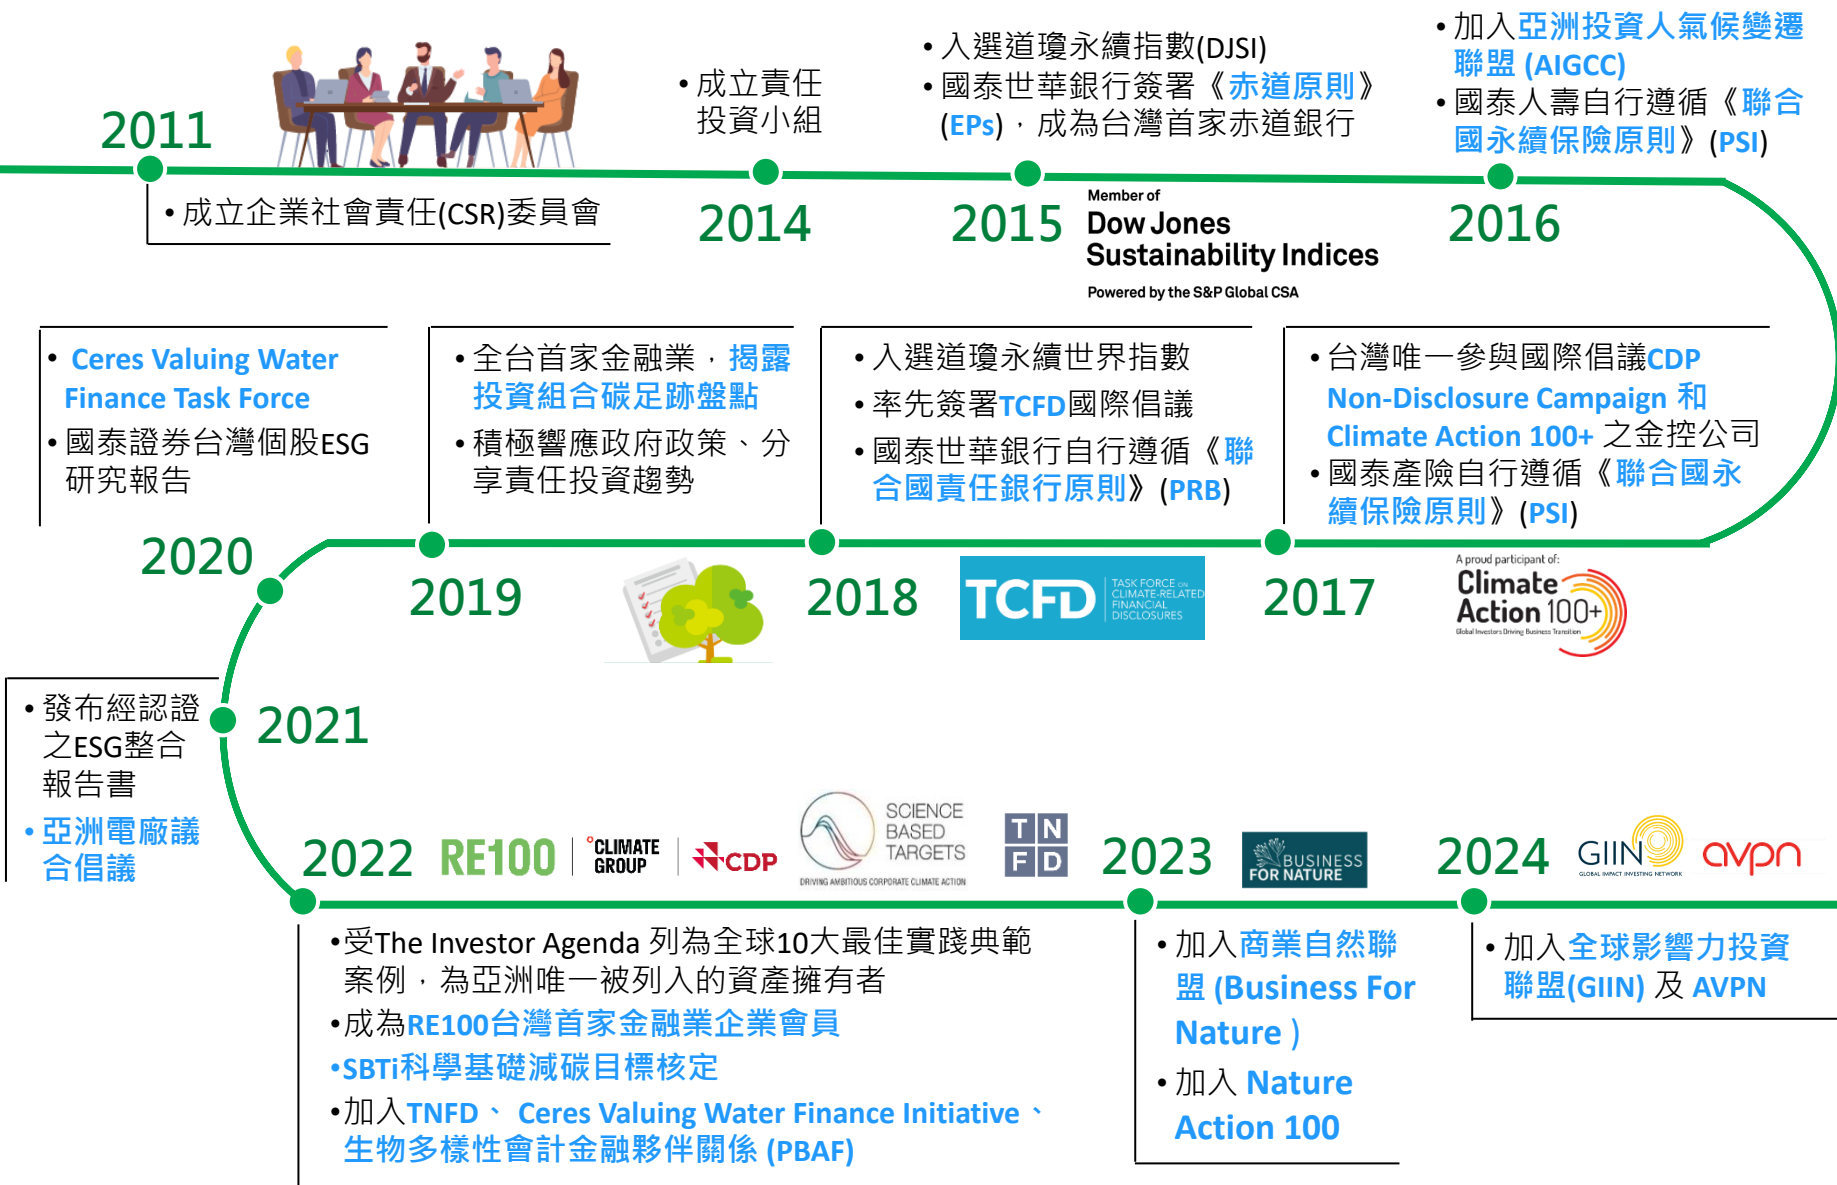 2011
• 成立企業社會責任(CSR)委員會
• 成立責任
投資小組
2014
• 入選道瓊永續指數(DJSI)
• 國泰世華銀行簽署《赤道原則》
(EPs)，成為台灣首家赤道銀行
2015
Member of
Dow Jones
Sustainability Indices
Powered by the S&P Global CSA
• 加入亞洲投資人氣候變遷
聯盟 (AIGCC)
• 國泰人壽自行遵循《聯合
國永續保險原則》(PSI)
2016
• 台灣唯一參與國際倡議CDP
Non-Disclosure Campaign 和
Climate Action 100+ 之金控公司
• 國泰產險自行遵循《聯合國永
續保險原則》(PSI)
2017
A proud participant of:
Climate
Action 100+
Global Investors Driving Business Transition
• 入選道瓊永續世界指數
• 率先簽署TCFD國際倡議
• 國泰世華銀行自行遵循《聯
合國責任銀行原則》(PRB)
2018
TCFD
TASK FORCE ON
CLIMATE-RELATED
FINANCIAL
DISCLOSURES
• 全台首家金融業，揭露
投資組合碳足跡盤點
• 積極響應政府政策、分
享責任投資趨勢
2019
• Ceres Valuing Water
Finance Task Force
• 國泰證券台灣個股ESG
研究報告
2020
• 發布經認證
之ESG整合
報告書
• 亞洲電廠議
合倡議
2021
2022
RE100
°CLIMATE
GROUP
CDP
SCIENCE
BASED
TARGETS
DRIVING AMBITIOUS CORPORATE CLIMATE ACTION
TN
FD
•受The Investor Agenda 列為全球10大最佳實踐典範
案例，為亞洲唯一被列入的資產擁有者
•成為RE100台灣首家金融業企業會員
•SBTi科學基礎減碳目標核定
•加入TNFD、 Ceres Valuing Water Finance Initiative、
生物多樣性會計金融夥伴關係 (PBAF)
2023
BUSINESS
FOR NATURE
• 加入商業自然聯
盟 (Business For
Nature )
• 加入 Nature
Action 100
2024
GIIN
GLOBAL IMPACT INVESTING NETWORK
avpn
• 加入全球影響力投資
聯盟(GIIN) 及 AVPN